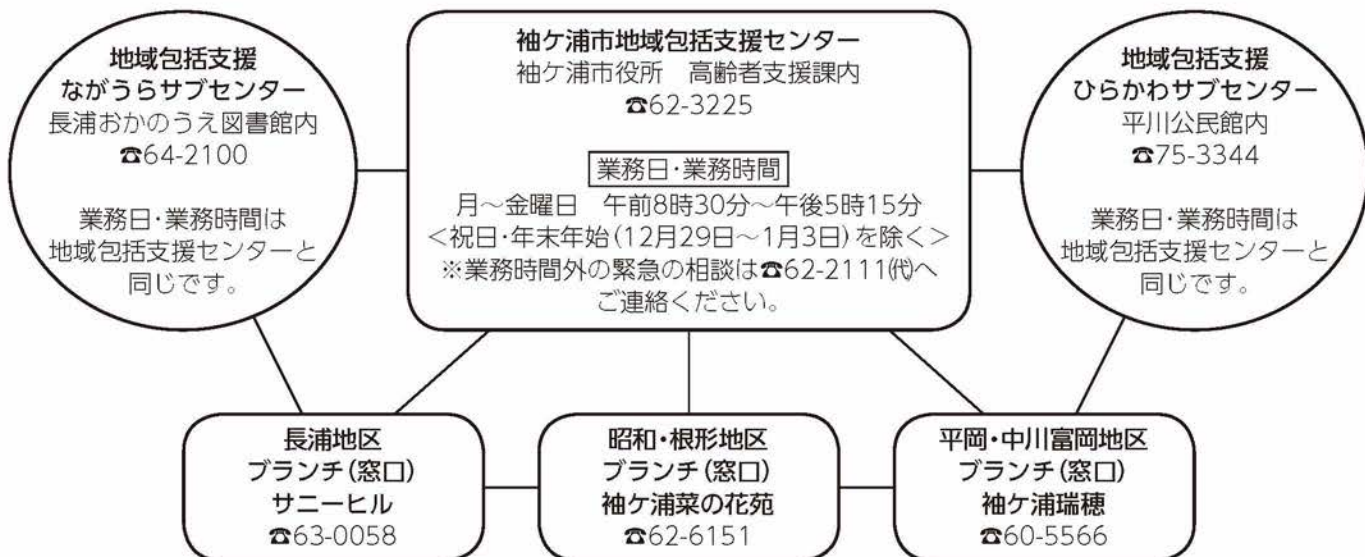 地域包括支援
ながうらサブセンター
長浦おかのうえ図書館内
☎64-2100
業務日・業務時間は
地域包括支援センターと
同じです。
袖ケ浦市地域包括支援センター
袖ケ浦市役所　高齢者支援課内
☎62-3225
業務日・業務時間
月～金曜日　午前8時30分～午後5時15分
＜祝日・年末年始(12月29日～1月3日)を除く＞
※業務時間外の緊急の相談は☎62-2111㈹へ
ご連絡ください。
地域包括支援
ひらかわサブセンター
平川公民館内
☎75-3344
業務日・業務時間は
地域包括支援センターと
同じです。
長浦地区
ブランチ(窓口)
サニーヒル
☎63-0058
昭和・根形地区
ブランチ(窓口)
袖ケ浦菜の花苑
☎62-6151
平岡・中川富岡地区
ブランチ(窓口)
袖ケ浦瑞穂
☎60-5566